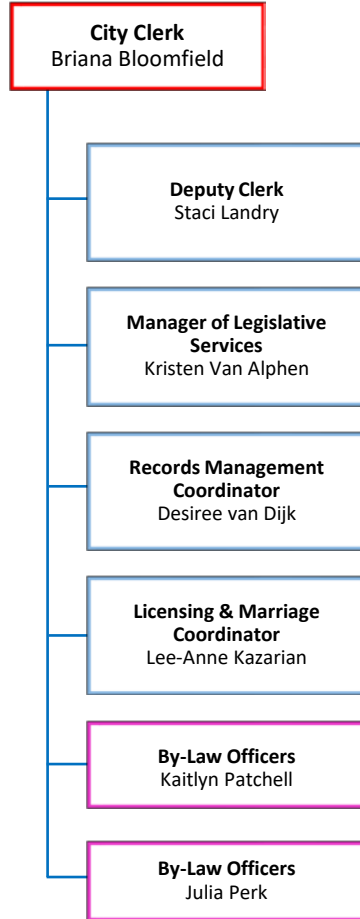 City Clerk
Briana Bloomfield
Deputy Clerk
Staci Landry
Manager of Legislative
Services
Kristen Van Alphen
Records Management
Coordinator
Desiree van Dijk
Licensing & Marriage
Coordinator
Lee-Anne Kazarian
By-Law Officers
Kaitlyn Patchell
By-Law Officers
Julia Perk